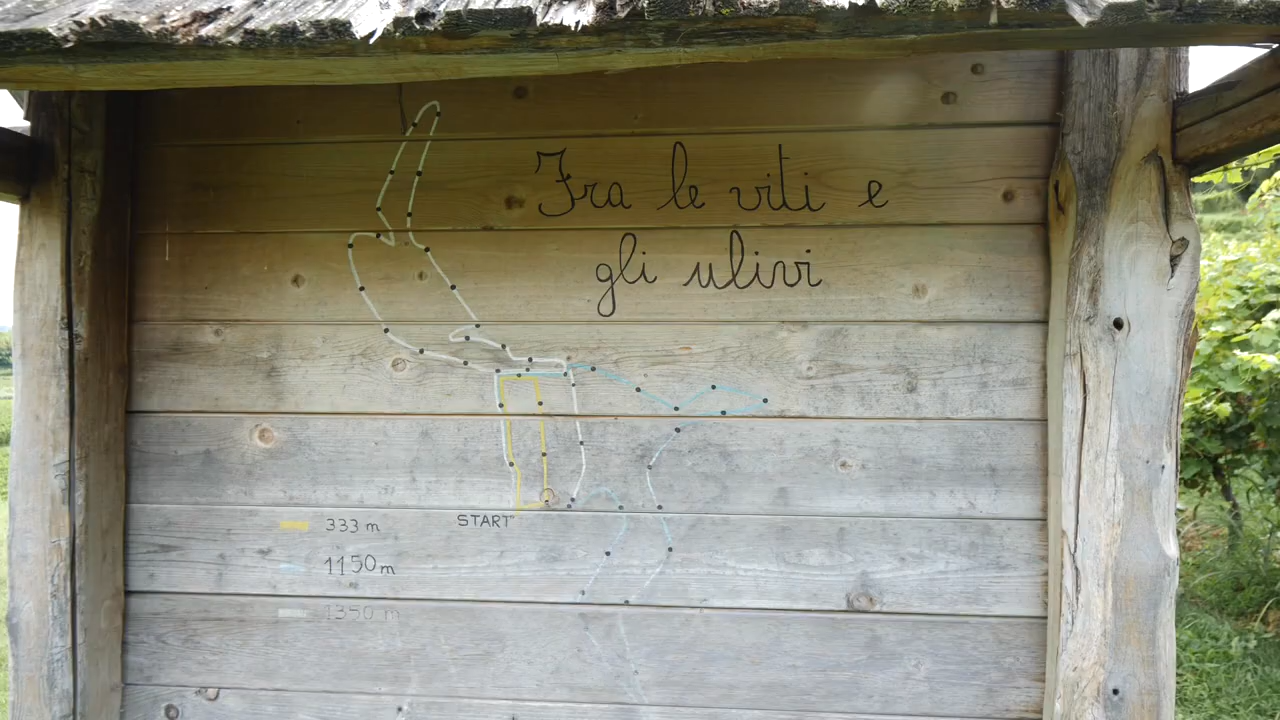 Fra le viti e
gli ulivi
START
333 m
1150 m
1350 m